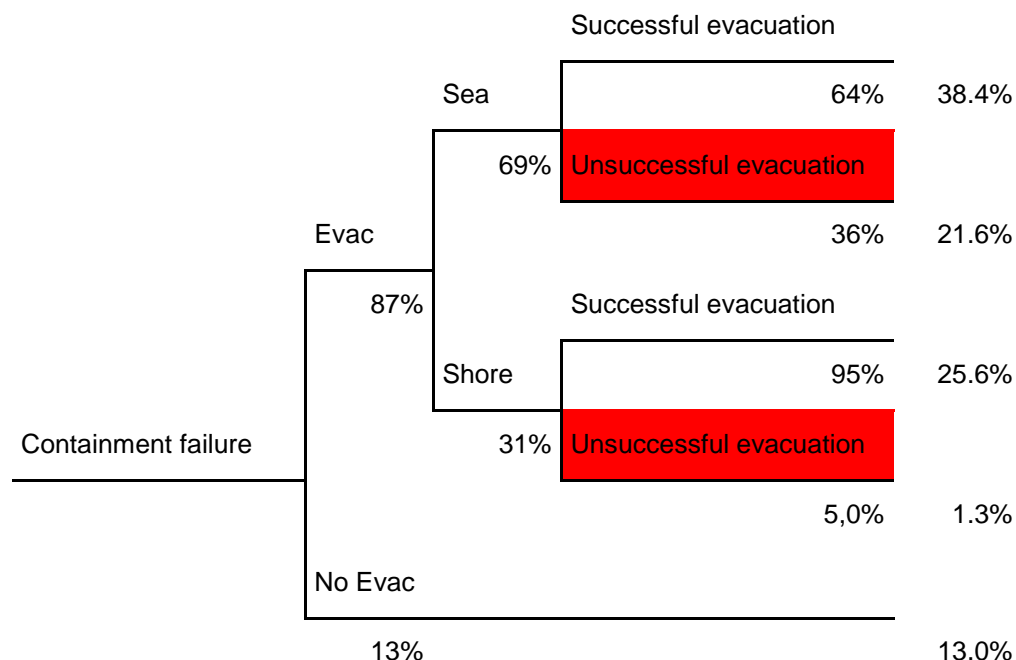 Successful evacuation
Sea 64% 38.4%
69% Unsuccessful evacuation
Evac 36% 21.6%
87% Successful evacuation
Shore 95% 25.6%
Containment failure 31% Unsuccessful evacuation
5,0% 1.3%
No Evac
13% 13.0%